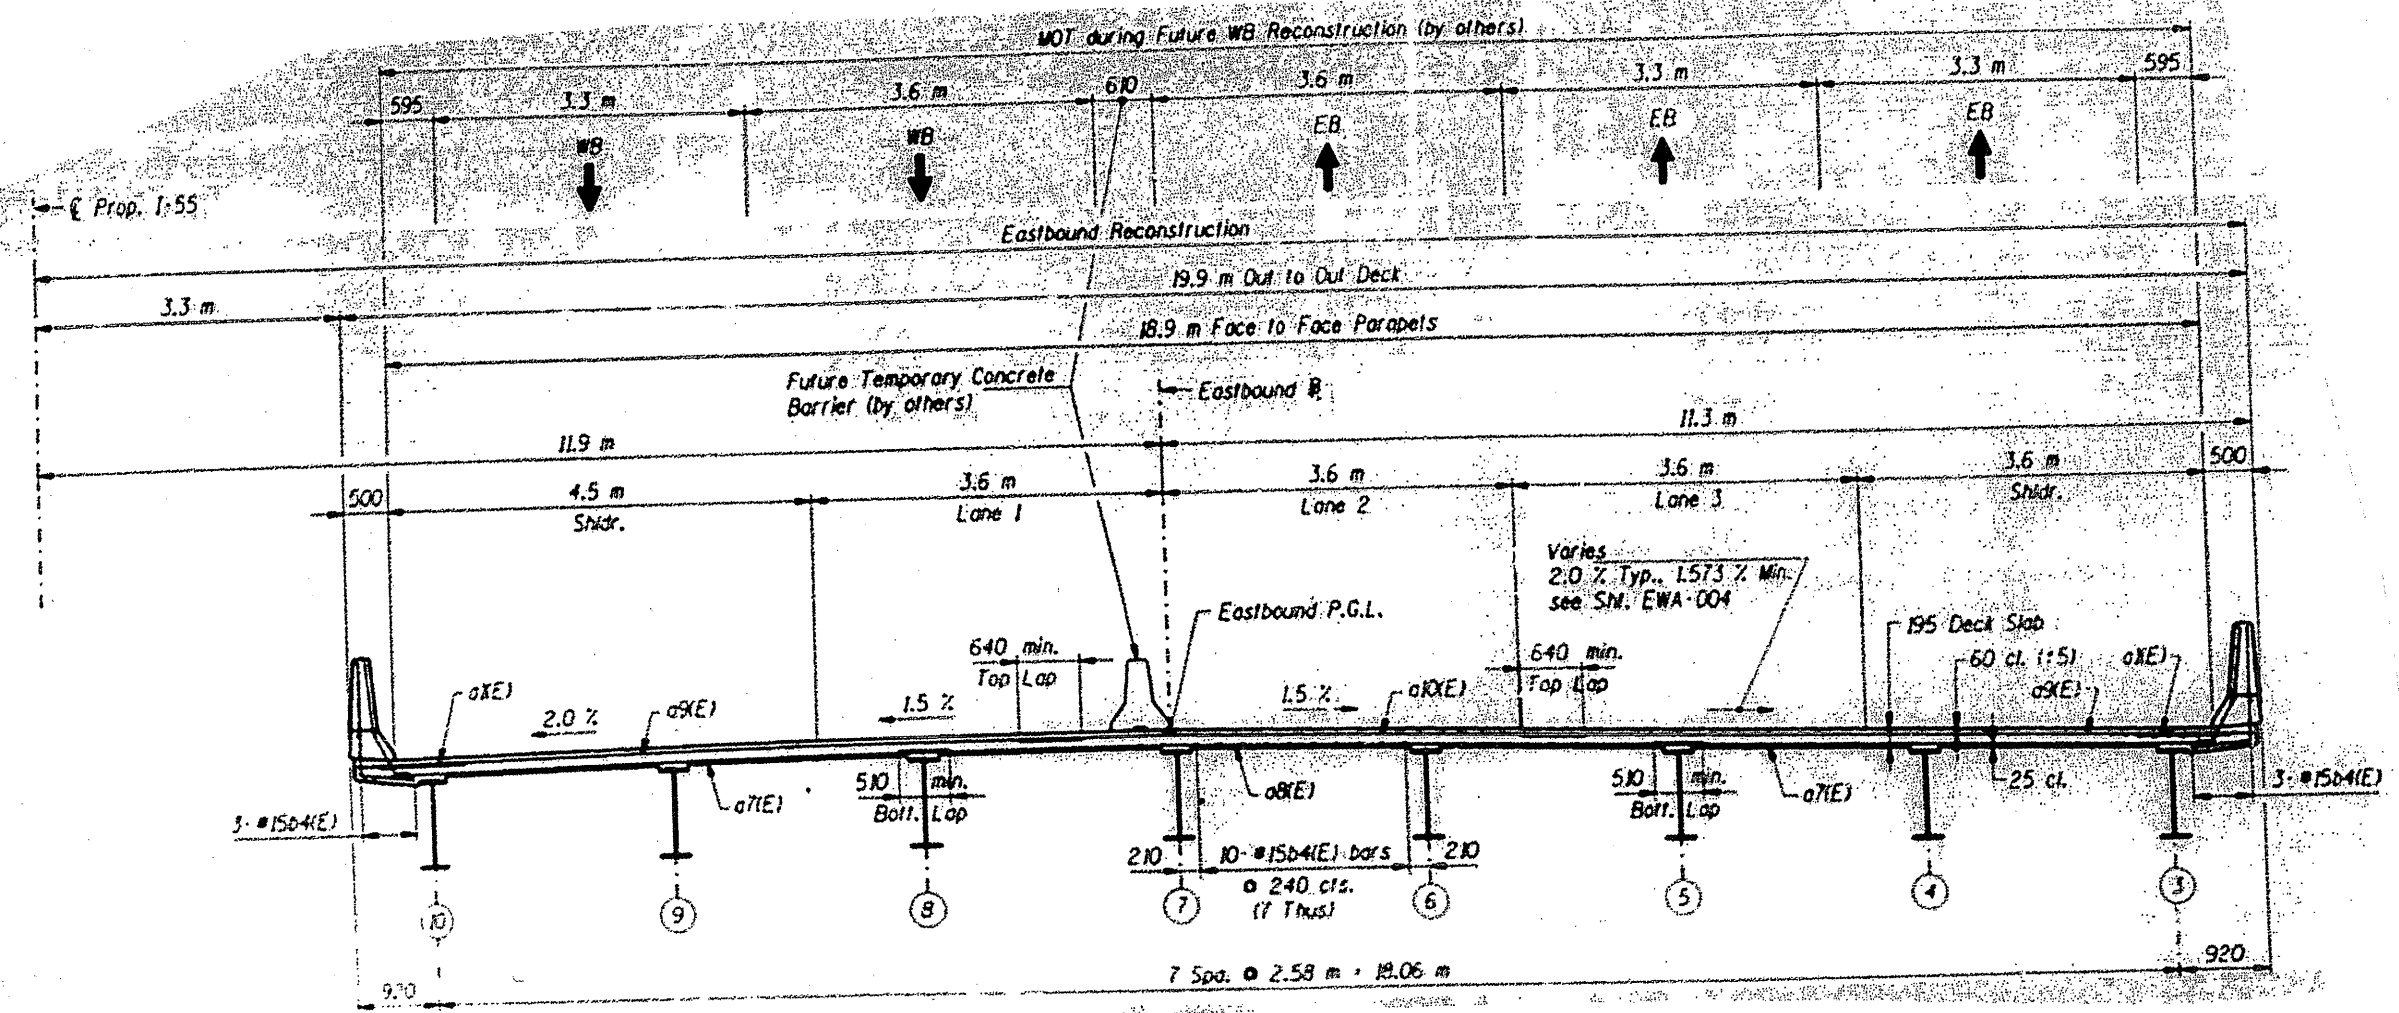 MOT during Future WB Reconstruction (by others)
595
3.3 m
3.6 m
610
3.6 m
3.3 m
3.3 m
595
WB
WB
EB
EB
EB
℄ Prop. I-55
Eastbound Reconstruction
19.9 m Out to Out Deck
3.3 m
18.9 m Face to Face Parapets
Future Temporary Concrete
Barrier (by others)
Eastbound
11.9 m
11.3 m
500
4.5 m
Shldr.
3.6 m
Lane 1
3.6 m
Lane 2
3.6 m
Lane 3
3.6 m
Shldr.
500
Varies
2.0 % Typ., 1.573 % Min.
see Sht. EWA-004
Eastbound P.G.L.
195 Deck Slab
640 min.
Top Lap
640 min.
Top Lap
60 cl. (±5)
a1(E)
a9(E)
a1(E)
2.0 %
a9(E)
1.5 %
1.5 %
a10(E)
510 min.
Bott. Lap
a7(E)
a8(E)
510 min.
Bott. Lap
a7(E)
25 cl.
3- #15b4(E)
3- #15b4(E)
210
10- #15b4(E) bars
@ 240 cts.
(7 Thus)
210
10
9
8
7
6
5
4
3
920
7 Spa. @ 2.58 m = 18.06 m
920